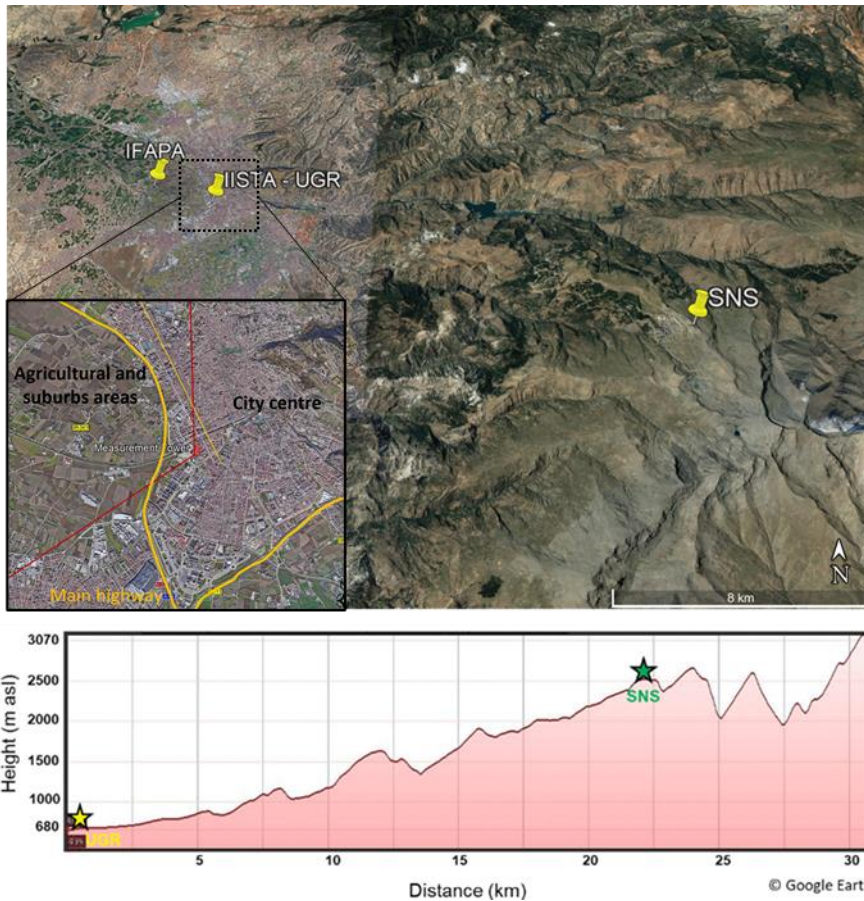 IFAPA
IISTA - UGR
SNS
Agricultural and
suburbs areas
City centre
Measurement Tower
Main highway
N
8 km
3070
2500
2000
1500
1000
680
Height (m asl)
SNS
UGR
5
10
15
20
25
30
Distance (km)
© Google Eart